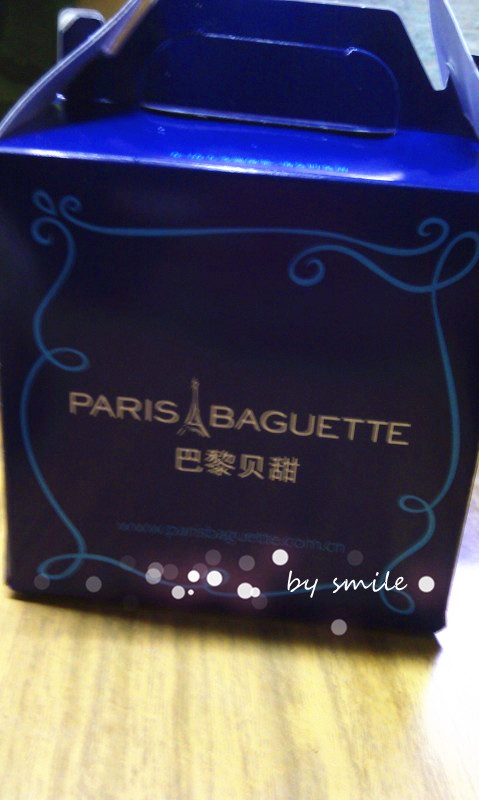 PARIS BAGUETTE
巴黎贝甜
www.parisbaguette.com.cn
by smile